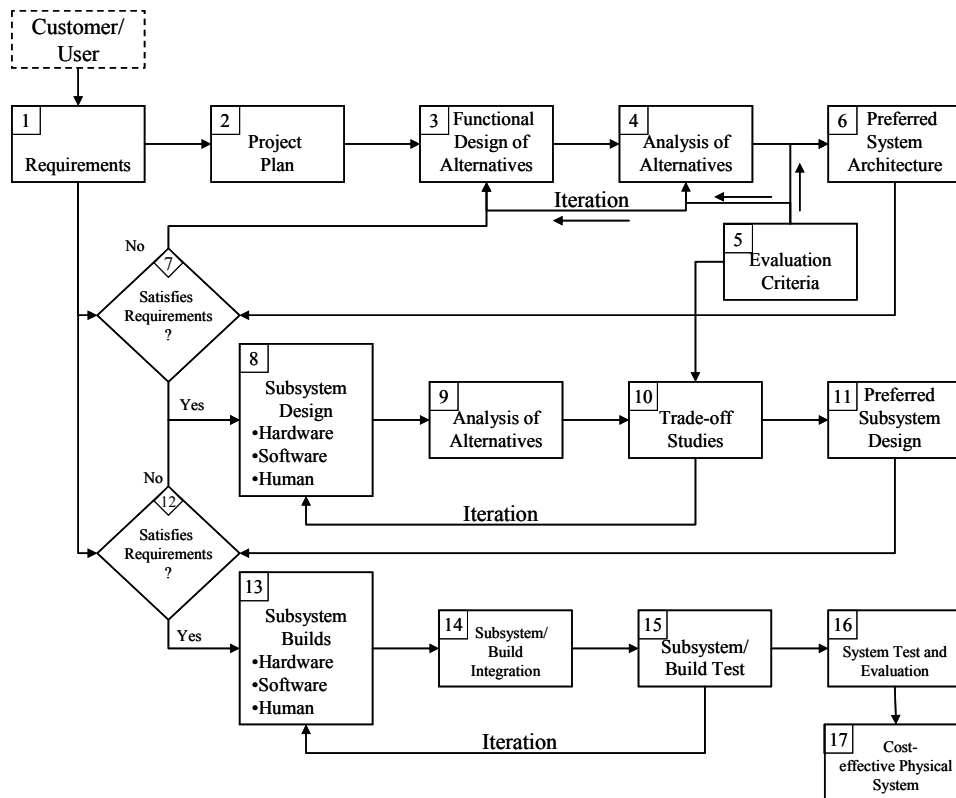 Customer/
User
1
Requirements
2
Project
Plan
3
Functional
Design of
Alternatives
4
Analysis of
Alternatives
6
Preferred
System
Architecture
Iteration
5
Evaluation
Criteria
No
7
Satisfies
Requirements
?
Yes
8
Subsystem
Design
•Hardware
•Software
•Human
9
Analysis of
Alternatives
10
Trade-off
Studies
11
Preferred
Subsystem
Design
Iteration
No
12
Satisfies
Requirements
?
Yes
13
Subsystem
Builds
•Hardware
•Software
•Human
14
Subsystem/
Build
Integration
15
Subsystem/
Build Test
16
System Test and
Evaluation
Iteration
17
Cost-
effective Physical
System